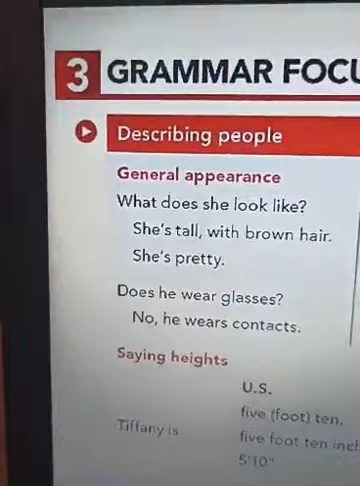 3 GRAMMAR FOCU
Describing people
General appearance
What does she look like?
She's tall, with brown hair.
She's pretty.
Does he wear glasses?
No, he wears contacts.
Saying heights
U.S.
five (foot) ten.
Tiffany is
five foot ten inch
5'10"